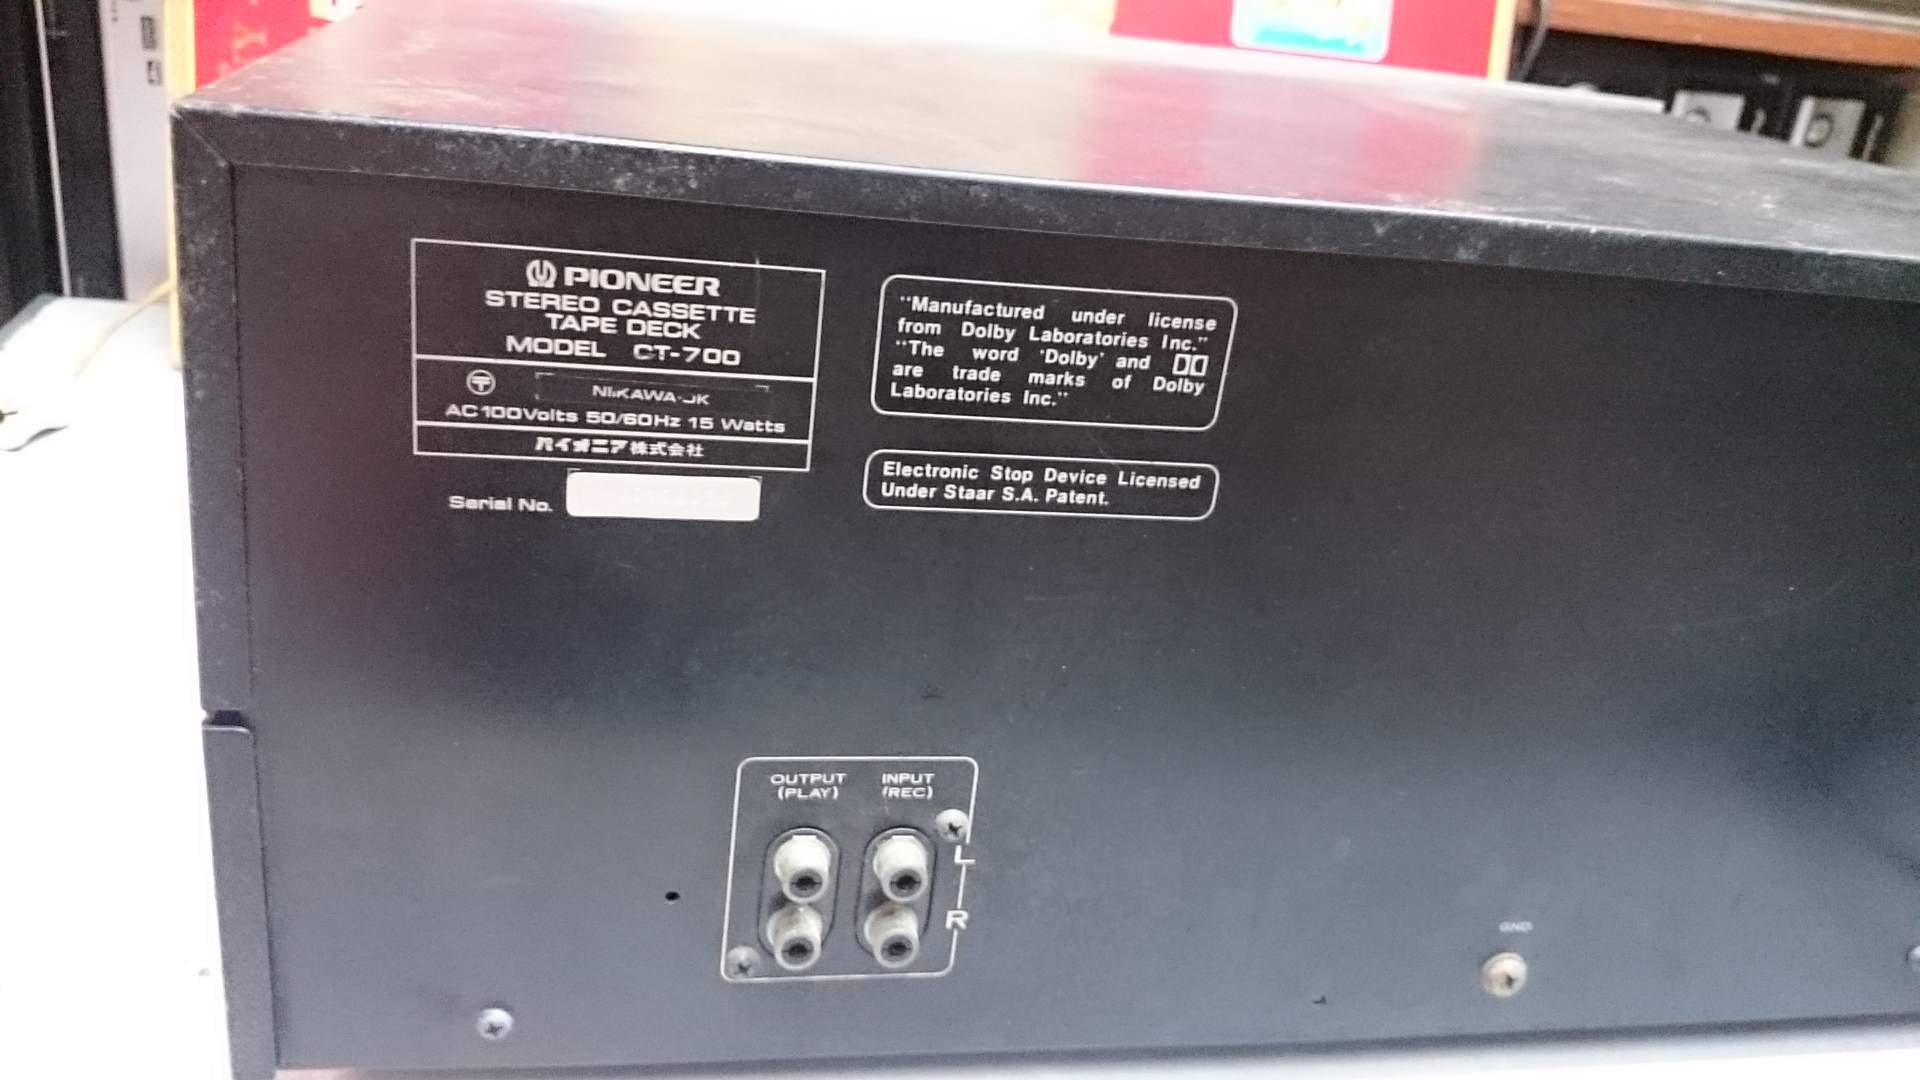 PIONEER
STEREO CASSETTE
TAPE DECK
MODEL CT-700
〒
AC 100Volts 50/60Hz 15 Watts
パイオニア株式会社
Serial No.
"Manufactured under license
from Dolby Laboratories Inc."
"The word 'Dolby' and
are trade marks of Dolby
Laboratories Inc."
Electronic Stop Device Licensed
Under Staar S.A. Patent.
OUTPUT
(PLAY)
INPUT
(REC)
L
R
GND